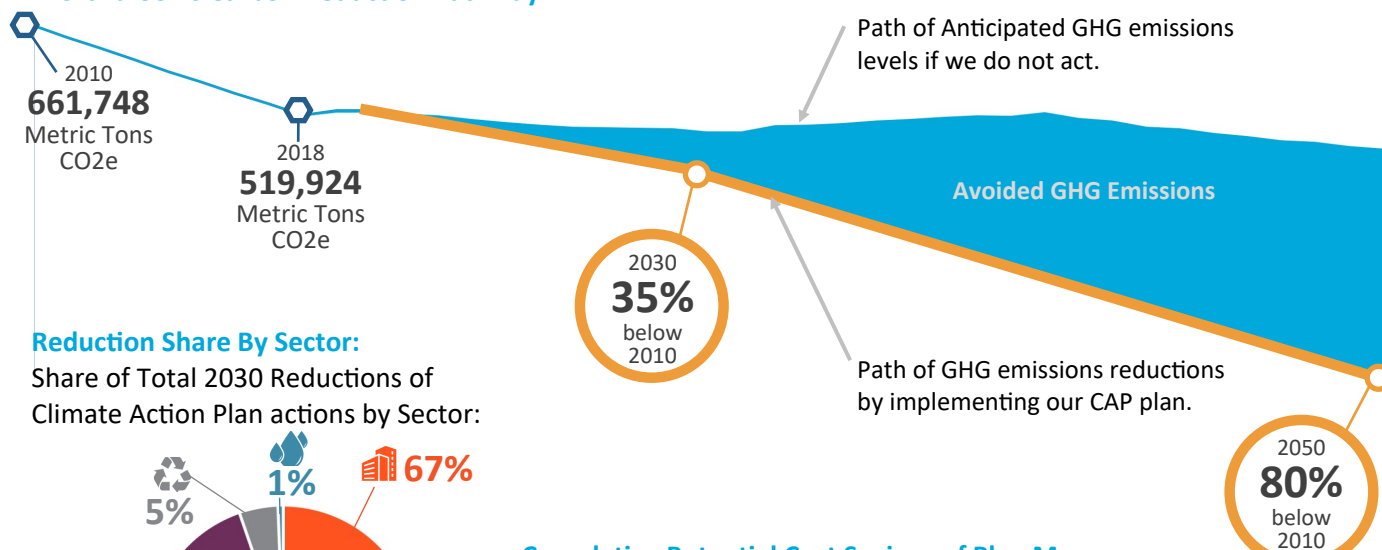 Path of Anticipated GHG emissions
levels if we do not act.
2010
661,748
Metric Tons
CO2e
2018
519,924
Metric Tons
CO2e
Avoided GHG Emissions
2030
35%
below
2010
Path of GHG emissions reductions
by implementing our CAP plan.
2050
80%
below
2010
Reduction Share By Sector:
Share of Total 2030 Reductions of
Climate Action Plan actions by Sector:
5%
1%
67%